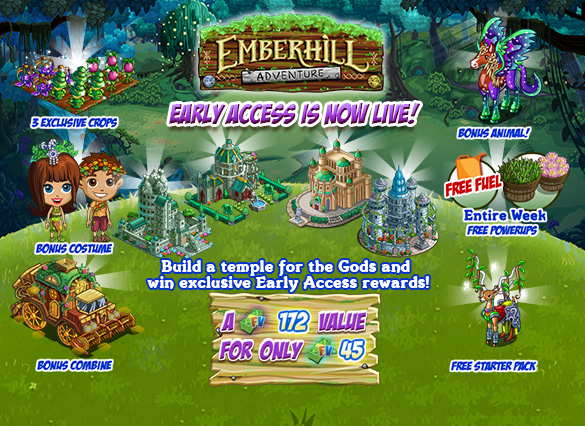 EMBERHILL
ADVENTURE
EARLY ACCESS IS NOW LIVE!
3 EXCLUSIVE CROPS
BONUS ANIMAL!
FREE FUEL
Entire Week
FREE POWERUPS
BONUS COSTUME
Build a temple for the Gods and
win exclusive Early Access rewards!
A FV 172 VALUE
FOR ONLY FV 45
BONUS COMBINE
FREE STARTER PACK